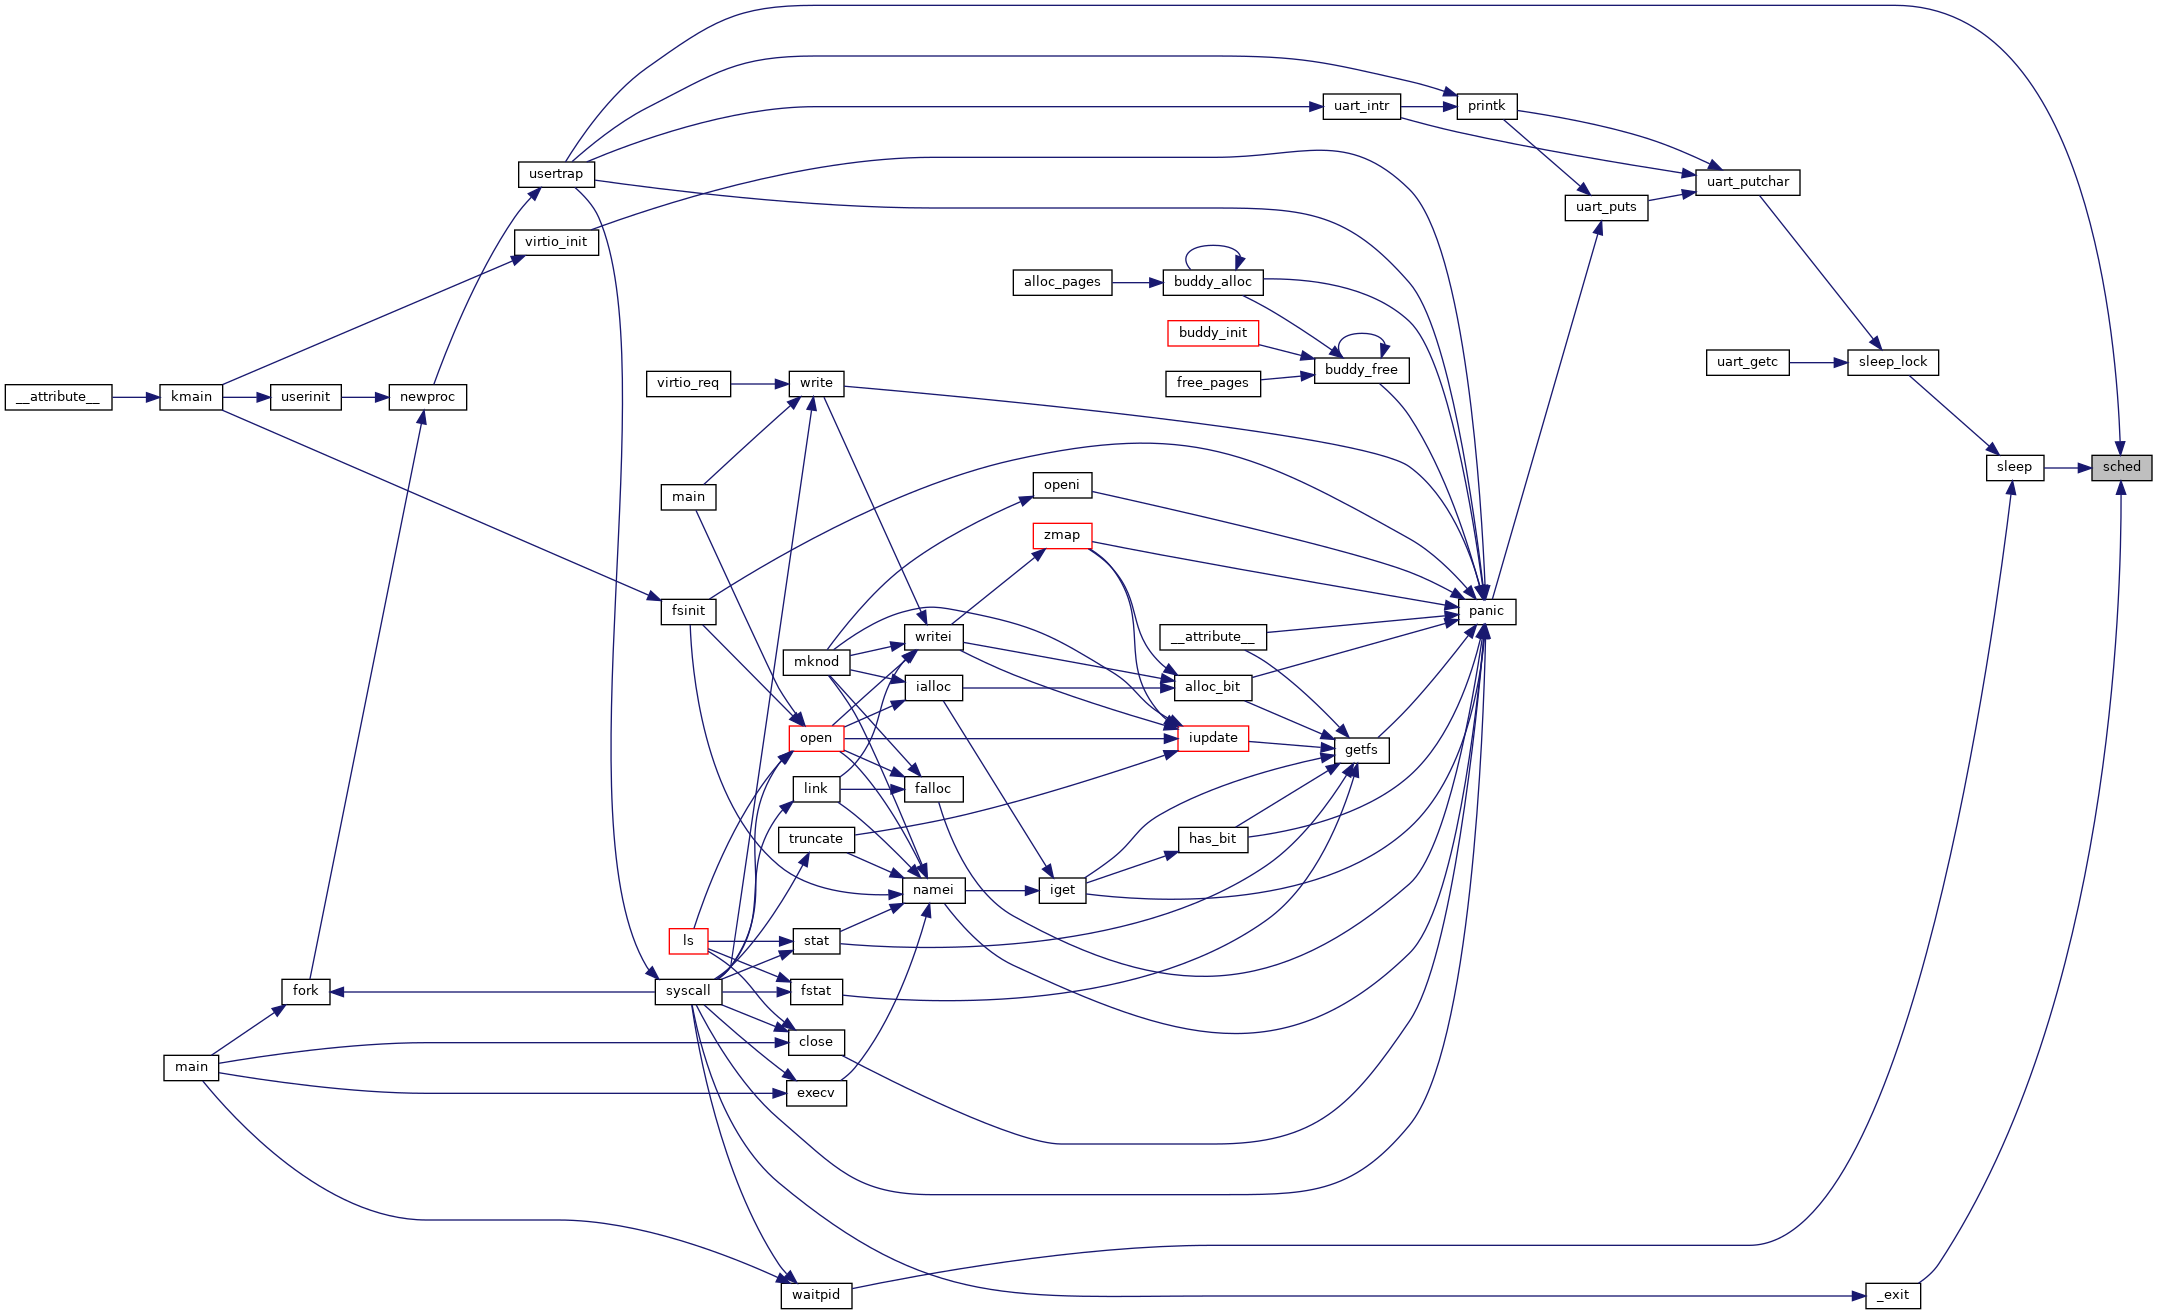 uart_intr
printk
usertrap
uart_putchar
uart_puts
virtio_init
alloc_pages
buddy_alloc
buddy_init
uart_getc
sleep_lock
buddy_free
free_pages
virtio_req
write
__attribute__
kmain
userinit
newproc
sleep
sched
openi
main
zmap
fsinit
panic
writei
__attribute__
mknod
ialloc
alloc_bit
open
iupdate
getfs
link
falloc
truncate
has_bit
namei
iget
ls
stat
fork
syscall
fstat
close
main
execv
waitpid
_exit